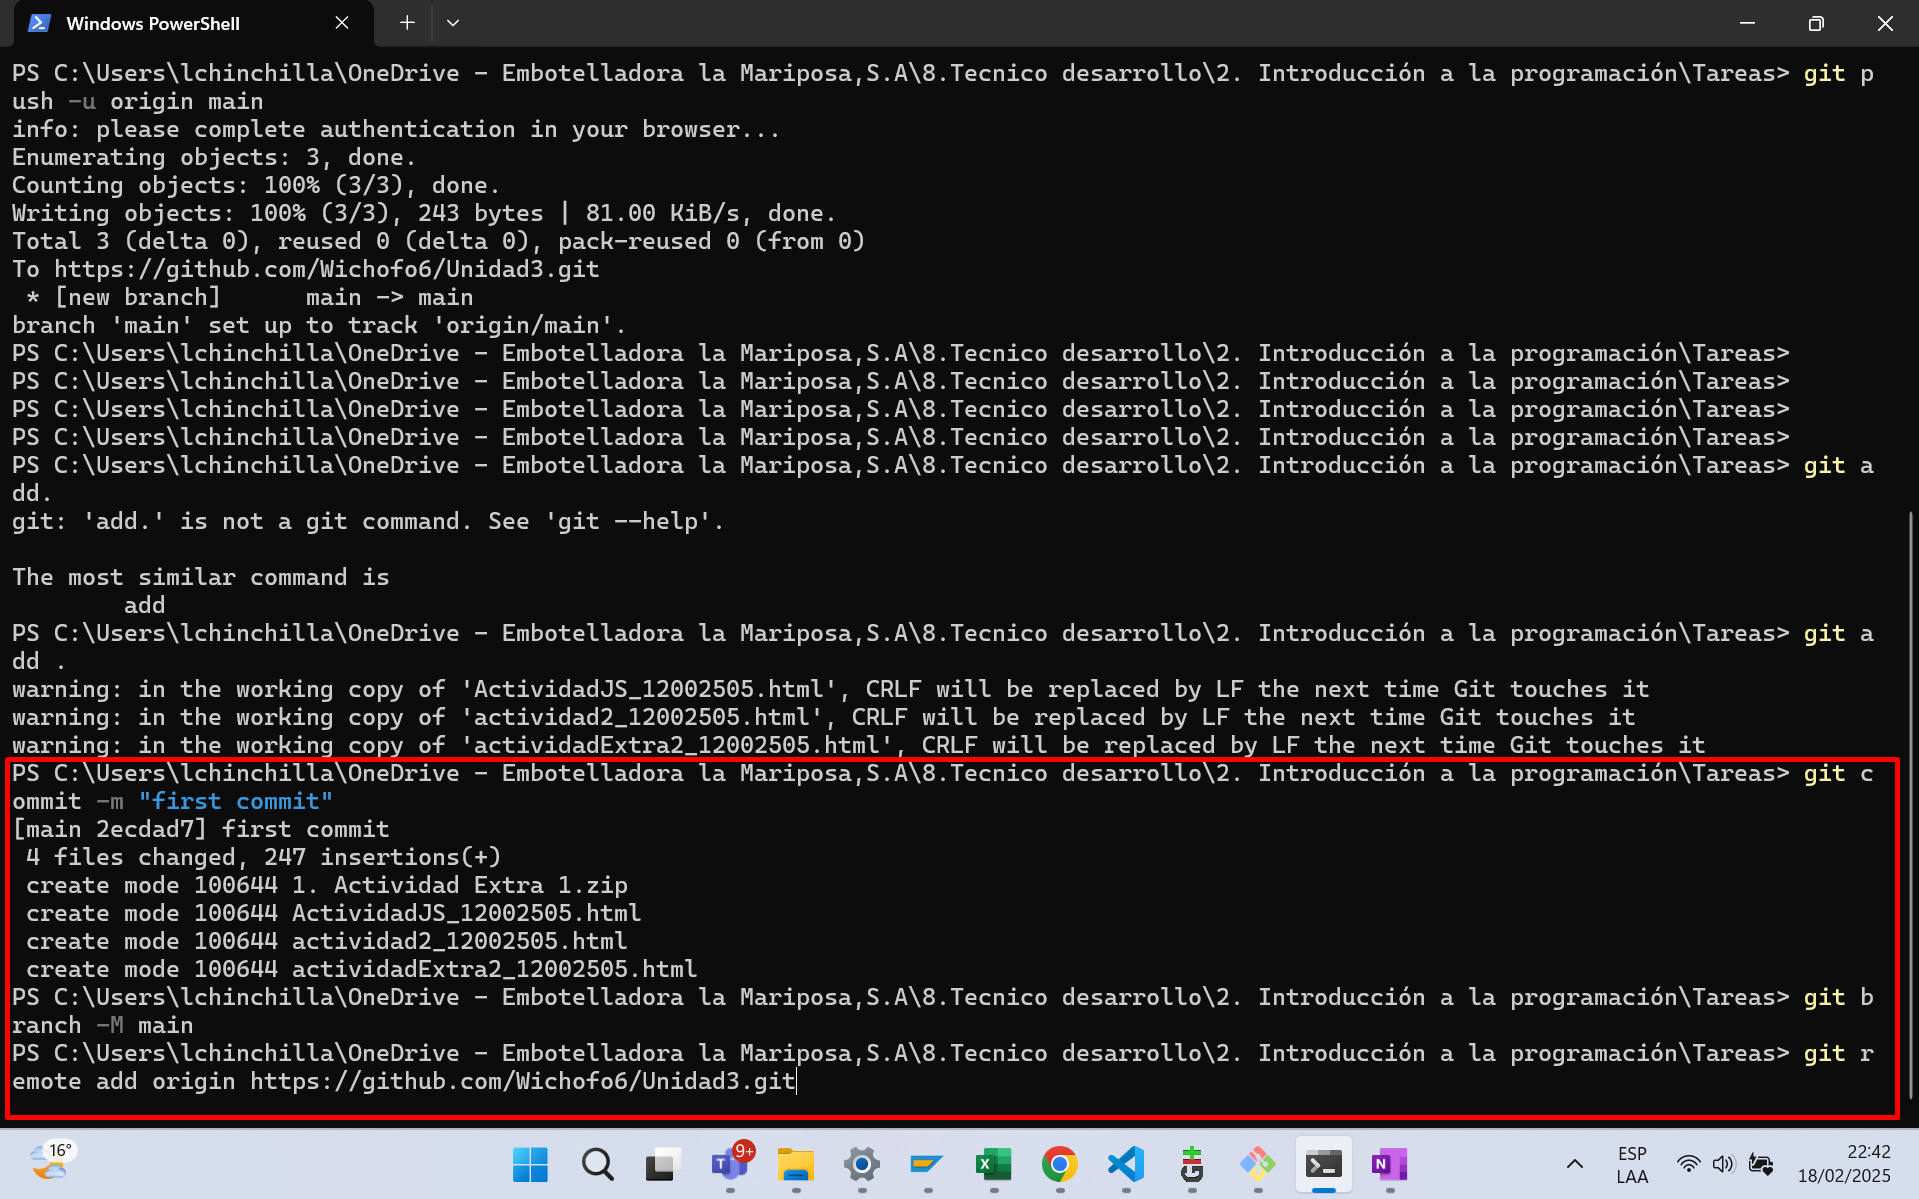 Windows PowerShell
PS C:\Users\lchinchilla\OneDrive - Embotelladora la Mariposa,S.A\8.Tecnico desarrollo\2. Introducción a la programación\Tareas> git p
ush -u origin main
info: please complete authentication in your browser...
Enumerating objects: 3, done.
Counting objects: 100% (3/3), done.
Writing objects: 100% (3/3), 243 bytes | 81.00 KiB/s, done.
Total 3 (delta 0), reused 0 (delta 0), pack-reused 0 (from 0)
To https://github.com/Wichofo6/Unidad3.git
 * [new branch]      main -> main
branch 'main' set up to track 'origin/main'.
PS C:\Users\lchinchilla\OneDrive - Embotelladora la Mariposa,S.A\8.Tecnico desarrollo\2. Introducción a la programación\Tareas>
PS C:\Users\lchinchilla\OneDrive - Embotelladora la Mariposa,S.A\8.Tecnico desarrollo\2. Introducción a la programación\Tareas>
PS C:\Users\lchinchilla\OneDrive - Embotelladora la Mariposa,S.A\8.Tecnico desarrollo\2. Introducción a la programación\Tareas>
PS C:\Users\lchinchilla\OneDrive - Embotelladora la Mariposa,S.A\8.Tecnico desarrollo\2. Introducción a la programación\Tareas>
PS C:\Users\lchinchilla\OneDrive - Embotelladora la Mariposa,S.A\8.Tecnico desarrollo\2. Introducción a la programación\Tareas> git a
dd.
git: 'add.' is not a git command. See 'git --help'.
The most similar command is
        add
PS C:\Users\lchinchilla\OneDrive - Embotelladora la Mariposa,S.A\8.Tecnico desarrollo\2. Introducción a la programación\Tareas> git a
dd .
warning: in the working copy of 'ActividadJS_12002505.html', CRLF will be replaced by LF the next time Git touches it
warning: in the working copy of 'actividad2_12002505.html', CRLF will be replaced by LF the next time Git touches it
warning: in the working copy of 'actividadExtra2_12002505.html', CRLF will be replaced by LF the next time Git touches it
PS C:\Users\lchinchilla\OneDrive - Embotelladora la Mariposa,S.A\8.Tecnico desarrollo\2. Introducción a la programación\Tareas> git c
ommit -m "first commit"
[main 2ecdad7] first commit
 4 files changed, 247 insertions(+)
 create mode 100644 1. Actividad Extra 1.zip
 create mode 100644 ActividadJS_12002505.html
 create mode 100644 actividad2_12002505.html
 create mode 100644 actividadExtra2_12002505.html
PS C:\Users\lchinchilla\OneDrive - Embotelladora la Mariposa,S.A\8.Tecnico desarrollo\2. Introducción a la programación\Tareas> git b
ranch -M main
PS C:\Users\lchinchilla\OneDrive - Embotelladora la Mariposa,S.A\8.Tecnico desarrollo\2. Introducción a la programación\Tareas> git r
emote add origin https://github.com/Wichofo6/Unidad3.git
16°
9+
ESP
LAA
22:42
18/02/2025